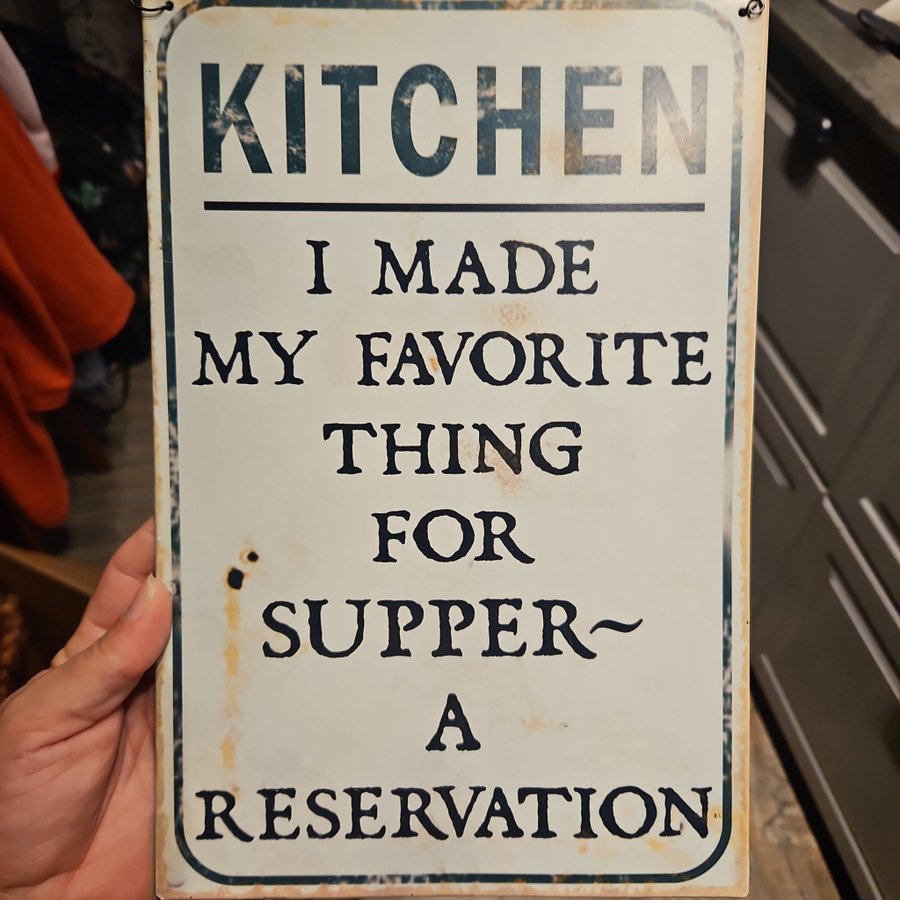 KITCHEN
I MADE
MY FAVORITE
THING
FOR
SUPPER~
A
RESERVATION